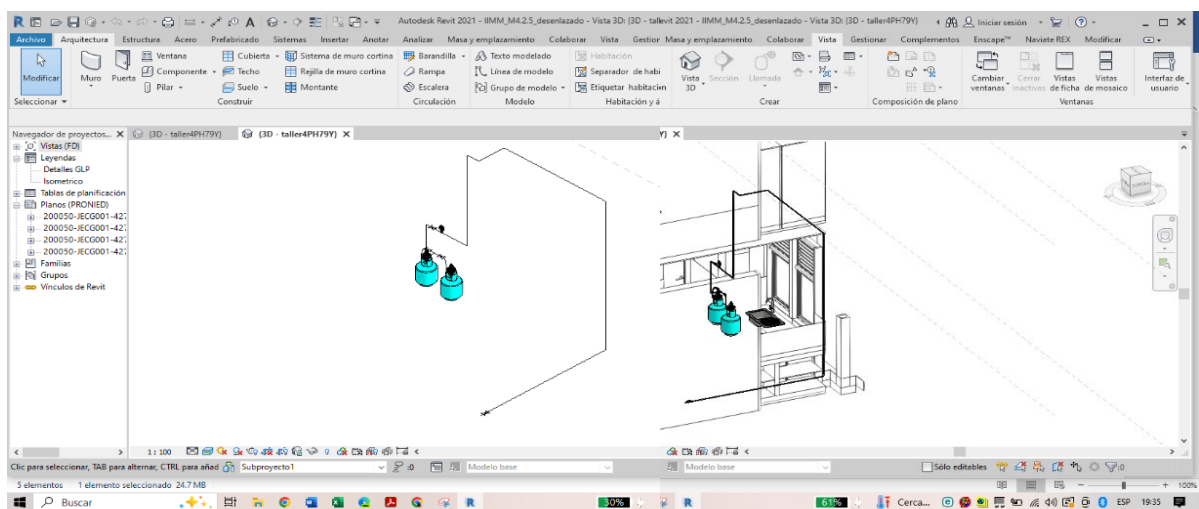 Autodesk Revit 2021 - IIMM_M4.2.5_desenlazado - Vista 3D: {3D - tallevit 2021 - IIMM_M4.2.5_desenlazado - Vista 3D: {3D - taller4PH79Y}
Iniciar sesión
Archivo Arquitectura Estructura Acero Prefabricado Sistemas Insertar Anotar Analizar Masa y emplazamiento Colaborar Vista Gestior Masa y emplazamiento Colaborar Vista Gestionar Complementos Enscape™ Naviate REX Modificar
Modificar
Muro
Puerta
Ventana
Componente
Pilar
Cubierta
Techo
Suelo
Sistema de muro cortina
Rejilla de muro cortina
Montante
Barandilla
Rampa
Escalera
Texto modelado
Línea de modelo
Grupo de modelo
Habitación
Separador de habi
Etiquetar habitación
Vista 3D
Sección
Llamada
Cambiar ventanas
Cerrar inactivas
Vistas de ficha
Vistas de mosaico
Interfaz de usuario
Seleccionar Construir Circulación Modelo Habitación y á Crear Composición de plano Ventanas
Navegador de proyectos... X {3D - taller4PH79Y} {3D - taller4PH79Y} X Y} X
Vistas (FD)
Leyendas
Detalles GLP
Isometrico
Tablas de planificación
Planos (PRONIED)
200050-JECG001-427
200050-JECG001-427
200050-JECG001-427
200050-JECG001-427
Familias
Grupos
Vínculos de Revit
1 : 100
Clic para seleccionar, TAB para alternar, CTRL para añad Subproyecto1 :0 Modelo base Modelo base Sólo editables :0
5 elementos 1 elemento seleccionado 24.7 MB 100%
Buscar 30% 61% Cerca... ESP 19:35